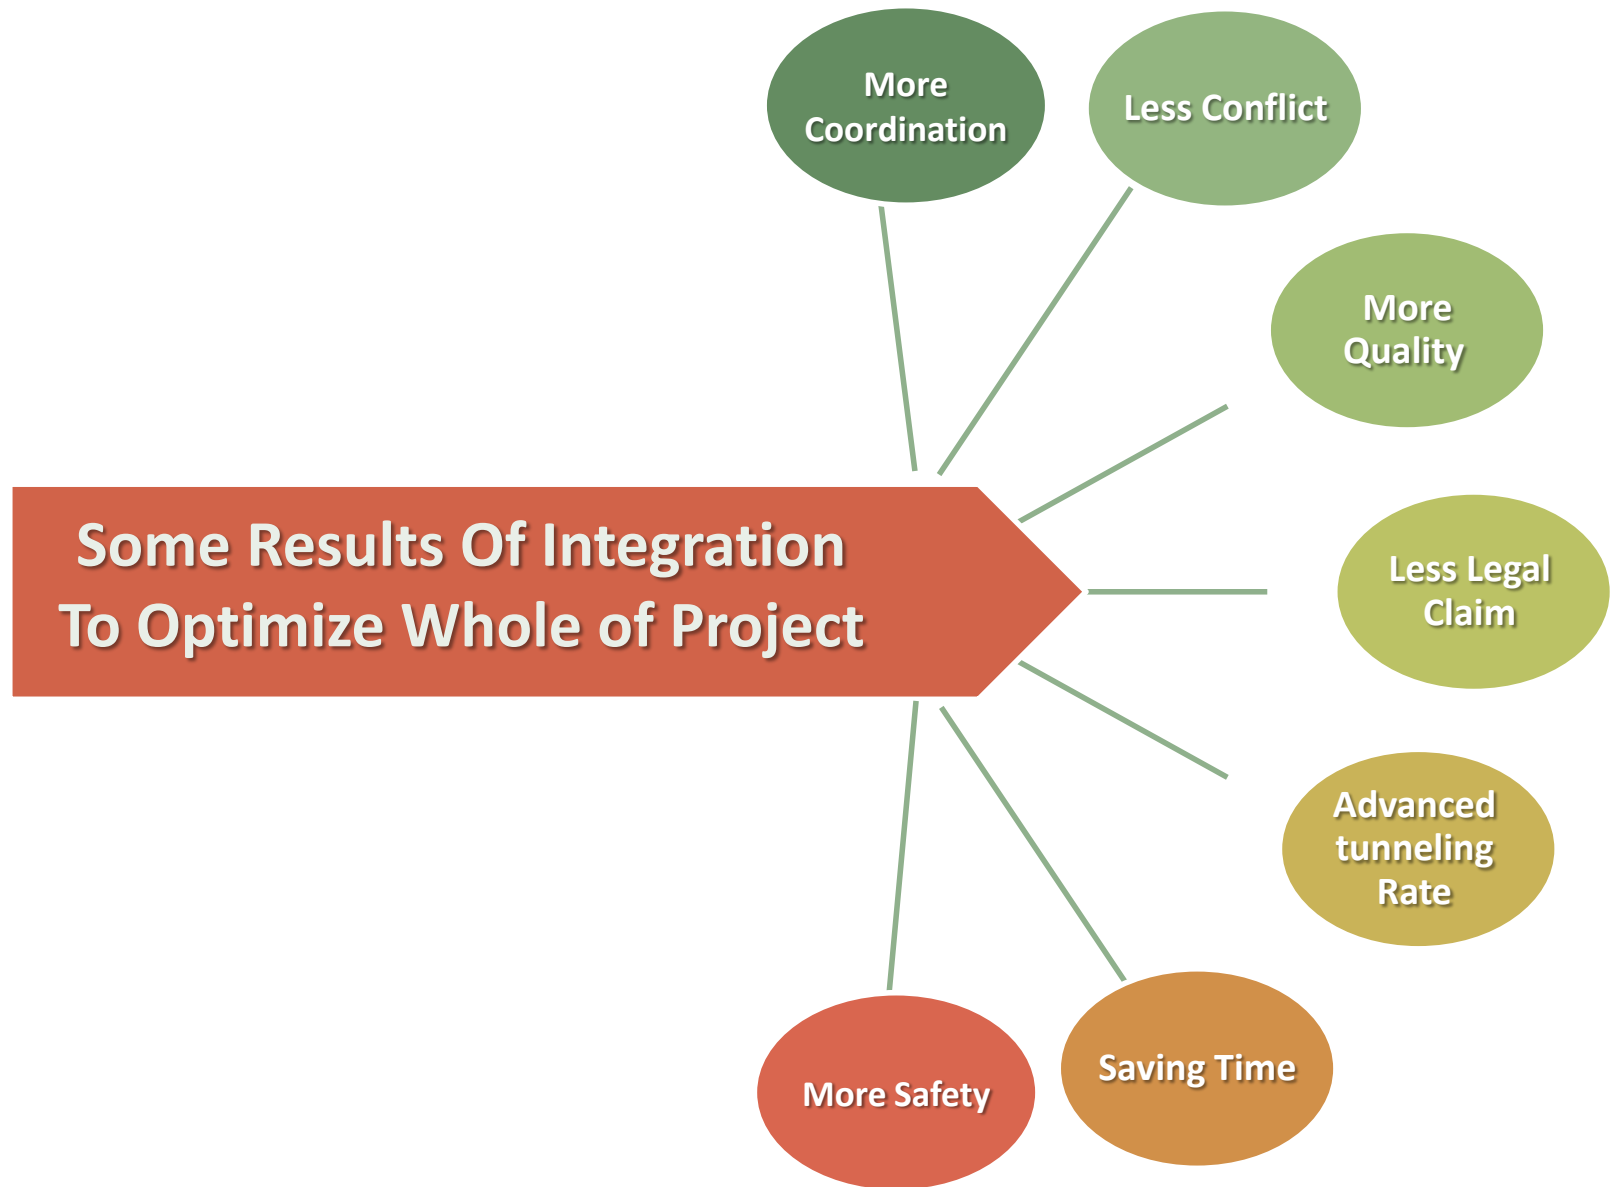 More
Coordination
Less Conflict
More
Quality
Some Results Of Integration
To Optimize Whole of Project
Less Legal
Claim
Advanced
tunneling
Rate
Saving Time
More Safety